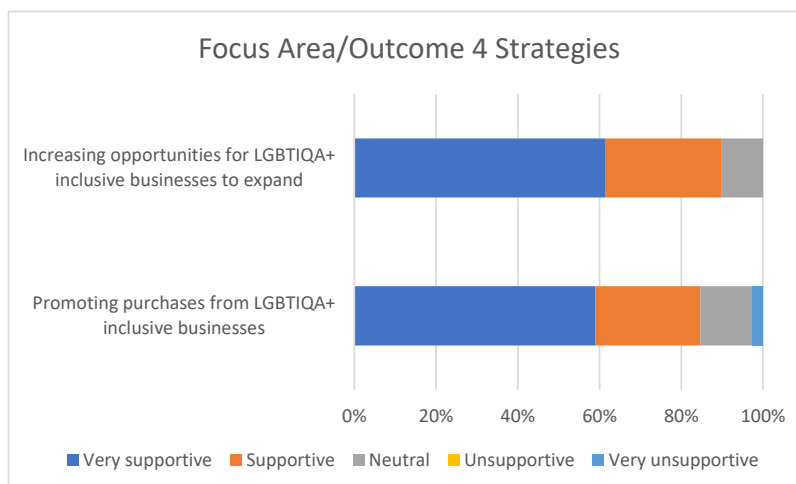 Focus Area/Outcome 4 Strategies
Increasing opportunities for LGBTIQA+
inclusive businesses to expand
Promoting purchases from LGBTIQA+
inclusive businesses
0% 20% 40% 60% 80% 100%
Very supportive Supportive Neutral Unsupportive Very unsupportive